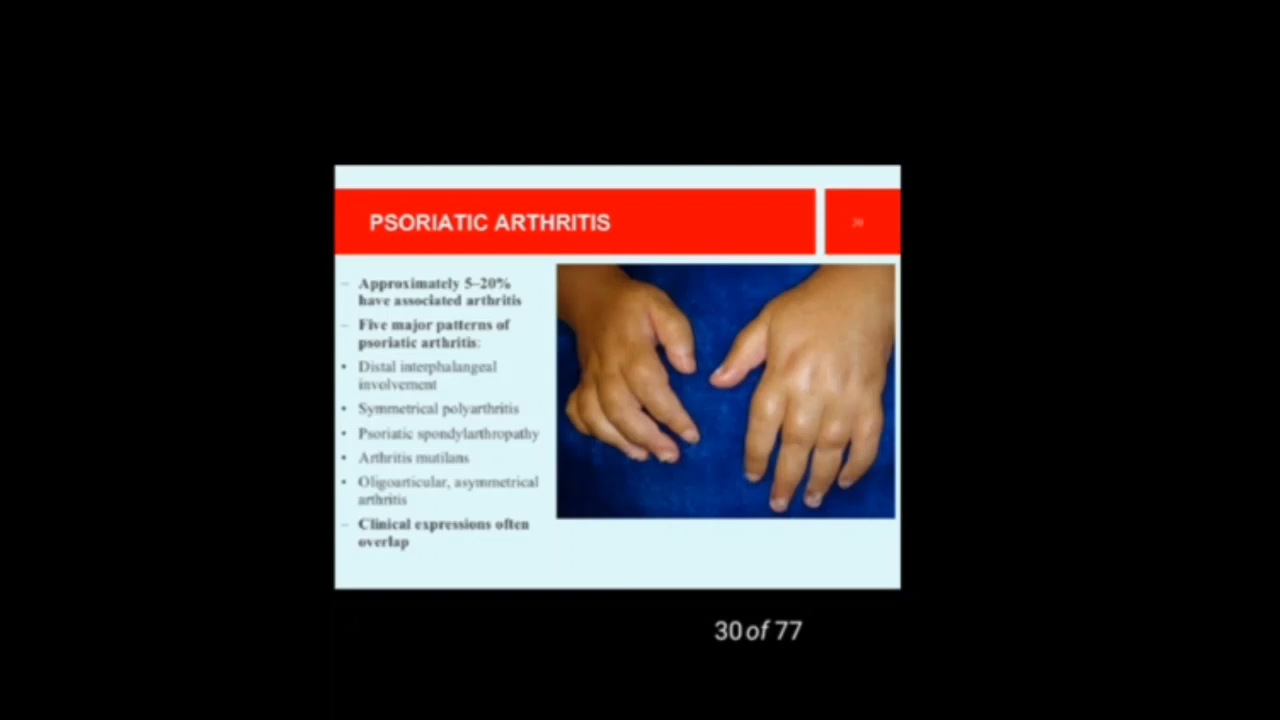 PSORIATIC ARTHRITIS
30
– Approximately 5–20%
have associated arthritis
– Five major patterns of
psoriatic arthritis:
• Distal interphalangeal
involvement
• Symmetrical polyarthritis
• Psoriatic spondylarthropathy
• Arthritis mutilans
• Oligoarticular, asymmetrical
arthritis
– Clinical expressions often
overlap
30 of 77